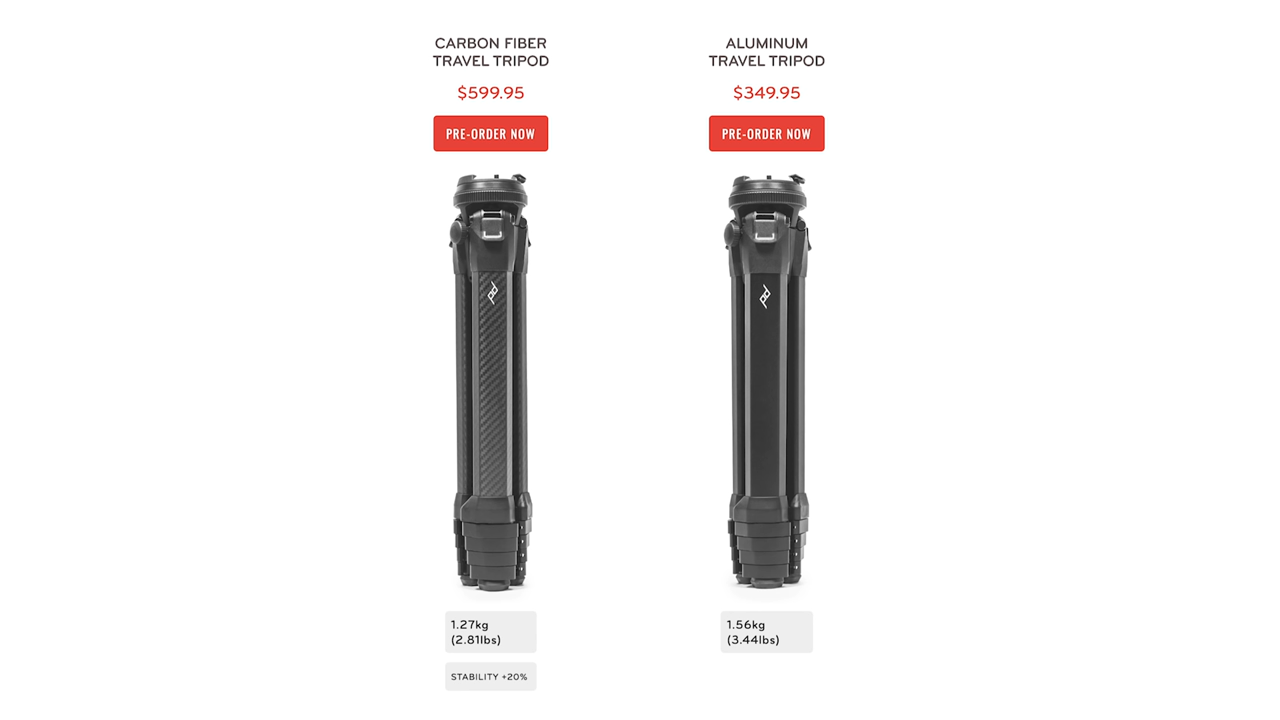 CARBON FIBER
TRAVEL TRIPOD
$599.95
PRE-ORDER NOW
1.27kg
(2.81lbs)
STABILITY +20%
ALUMINUM
TRAVEL TRIPOD
$349.95
PRE-ORDER NOW
1.56kg
(3.44lbs)